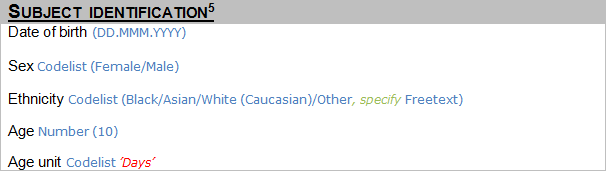 SUBJECT IDENTIFICATION5
Date of birth (DD.MMM.YYYY)
Sex Codelist (Female/Male)
Ethnicity Codelist (Black/Asian/White (Caucasian)/Other, specify Freetext)
Age Number (10)
Age unit Codelist ´Days´